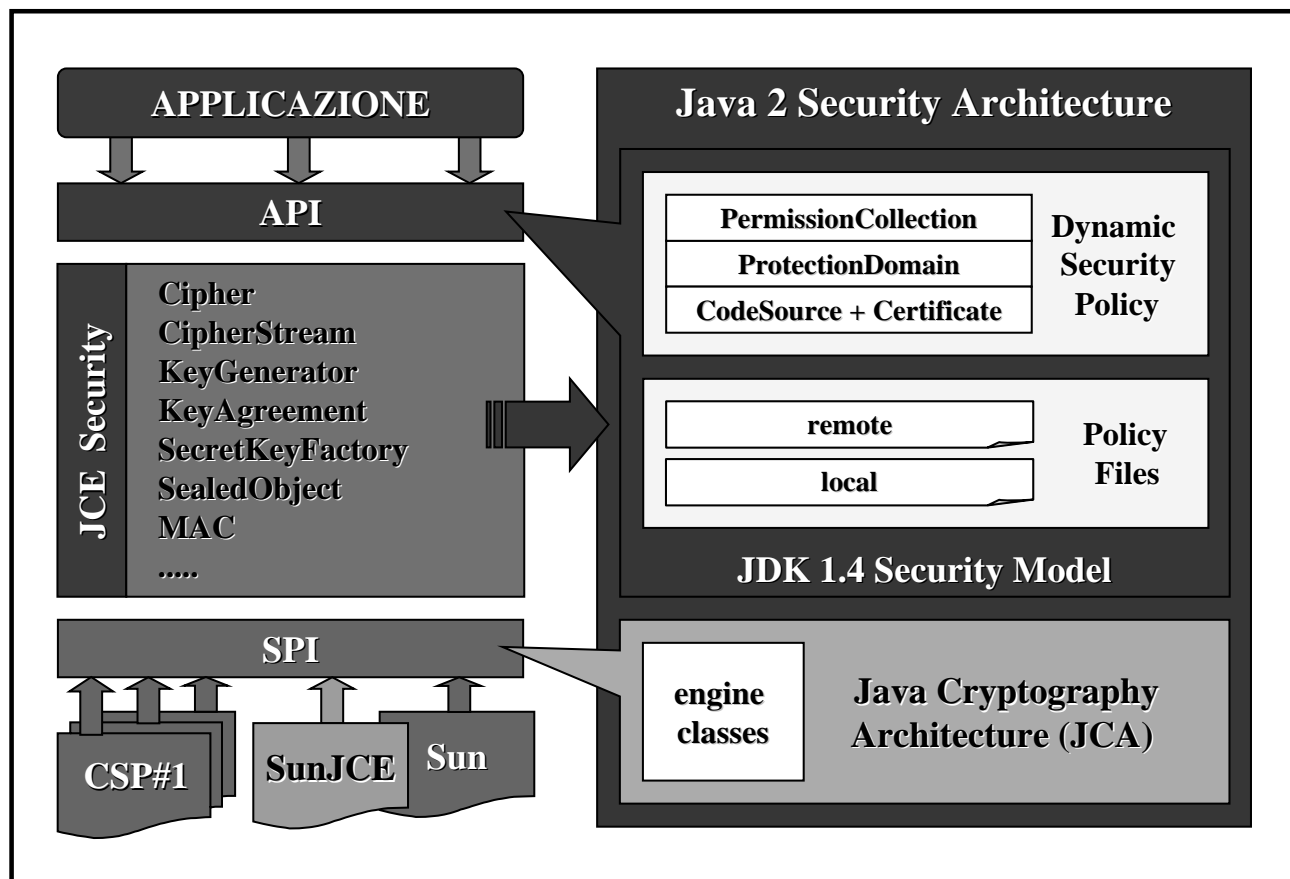 APPLICAZIONE
API
JCE Security
Cipher
CipherStream
KeyGenerator
KeyAgreement
SecretKeyFactory
SealedObject
MAC
.....
SPI
CSP#1
SunJCE
Sun
Java 2 Security Architecture
PermissionCollection
ProtectionDomain
CodeSource + Certificate
Dynamic
Security
Policy
remote
local
Policy
Files
JDK 1.4 Security Model
engine
classes
Java Cryptography
Architecture (JCA)